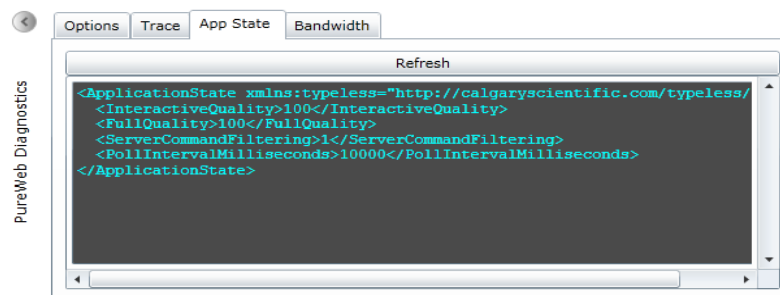 Options Trace App State Bandwidth
Refresh
<ApplicationState xmlns:typeless="http://calgaryscientific.com/typeless/
<InteractiveQuality>100</InteractiveQuality>
<FullQuality>100</FullQuality>
<ServerCommandFiltering>1</ServerCommandFiltering>
<PollIntervalMilliseconds>10000</PollIntervalMilliseconds>
</ApplicationState>
PureWeb Diagnostics